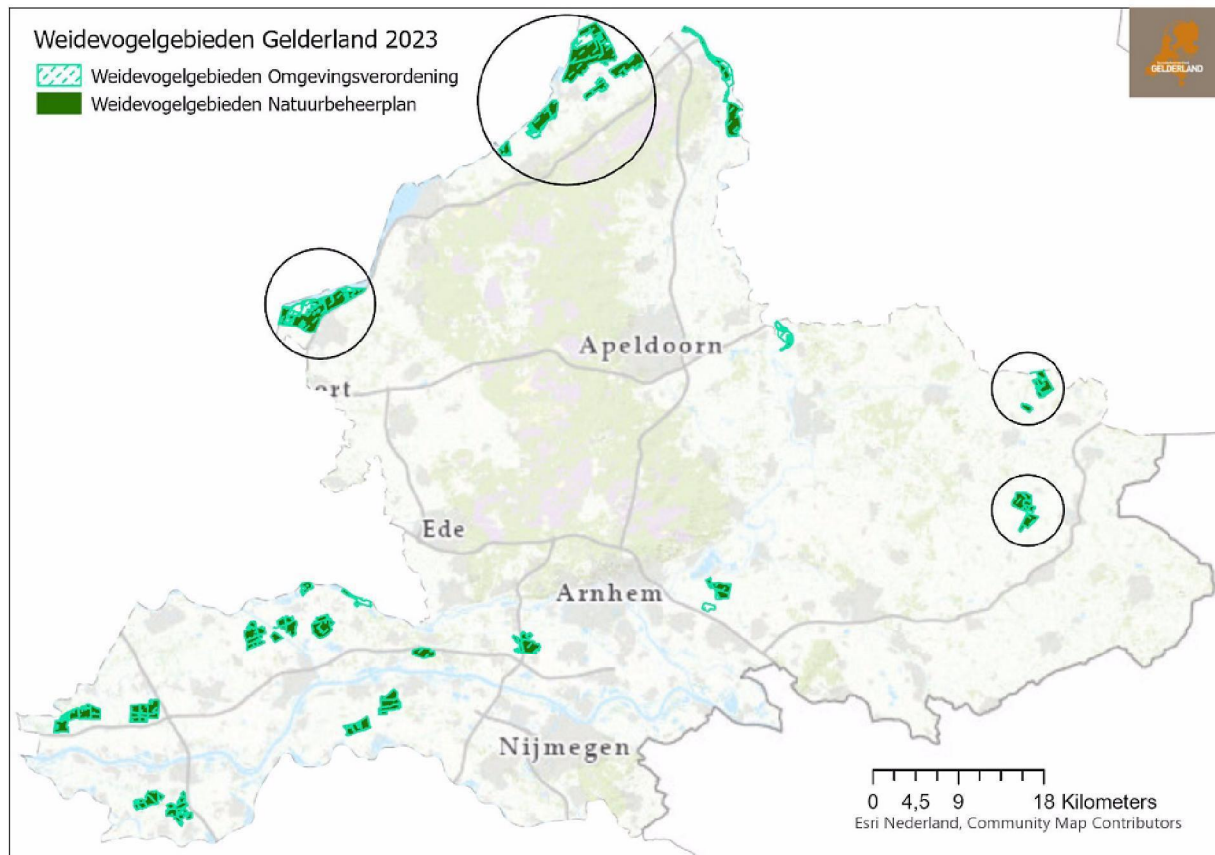 Weidevogelgebieden Gelderland 2023
Weidevogelgebieden Omgevingsverordening
Weidevogelgebieden Natuurbeheerplan
GELDERLAND
Apeldoorn
ort
Ede
Arnhem
Nijmegen
0 4,5 9 18 Kilometers
Esri Nederland, Community Map Contributors